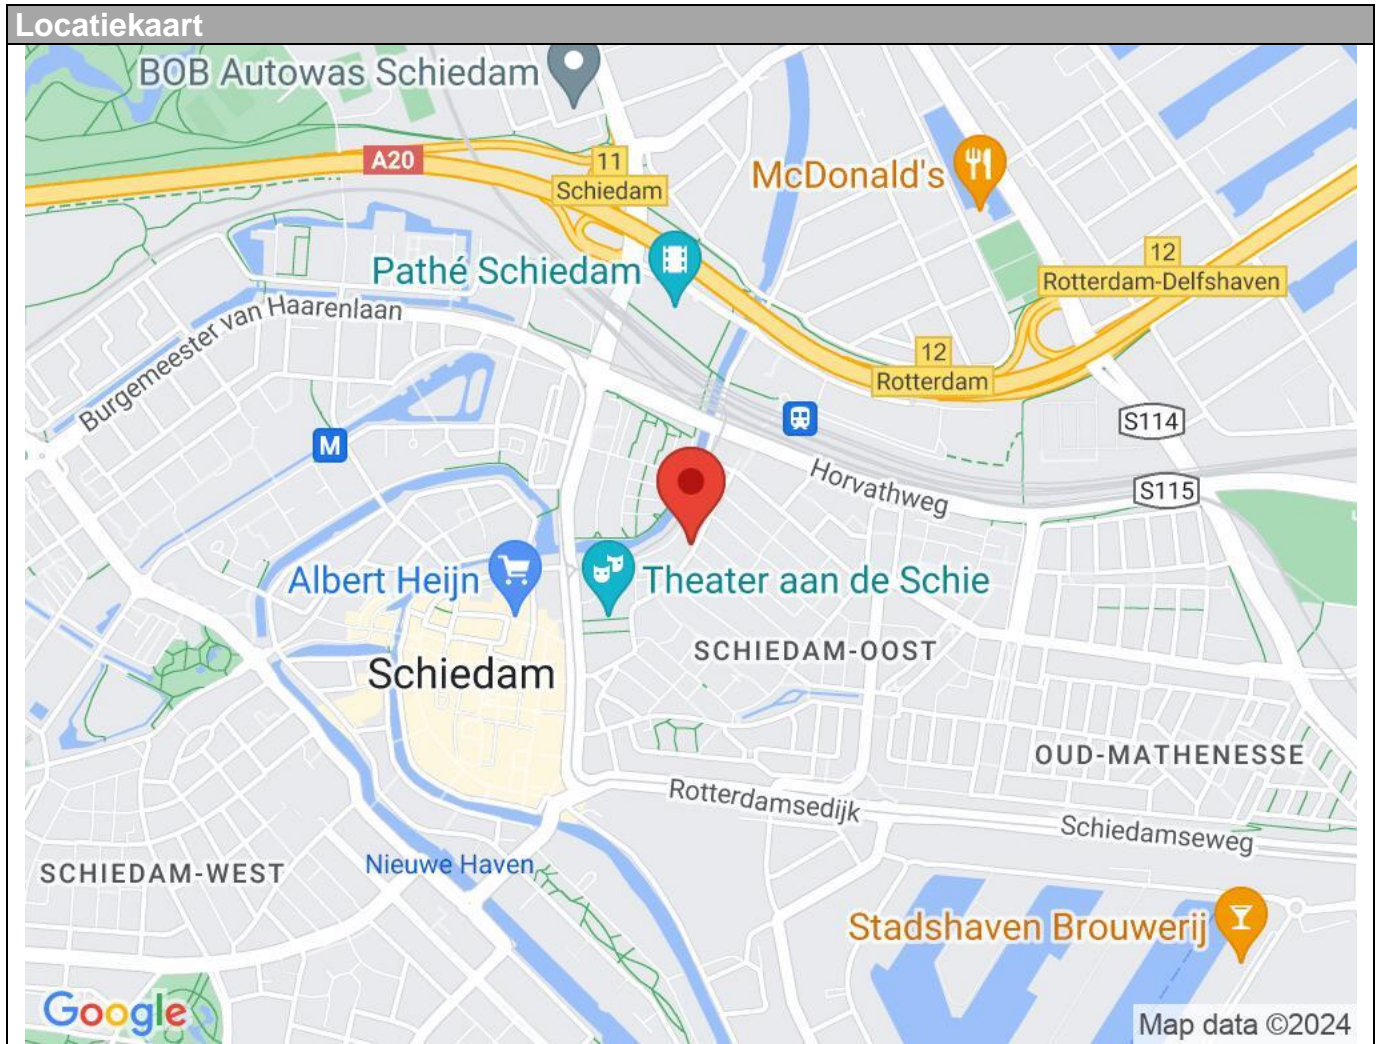 Locatiekaart
BOB Autowas Schiedam
A20
11
Schiedam
McDonald's
12
Rotterdam-Delfshaven
Pathé Schiedam
Burgemeester van Haarenlaan
12
Rotterdam
S114
M
Horvathweg
S115
Albert Heijn
Theater aan de Schie
SCHIEDAM-OOST
Schiedam
OUD-MATHENESSE
Rotterdamsedijk
Schiedamseweg
SCHIEDAM-WEST
Nieuwe Haven
Stadshaven Brouwerij
Google
Map data ©2024